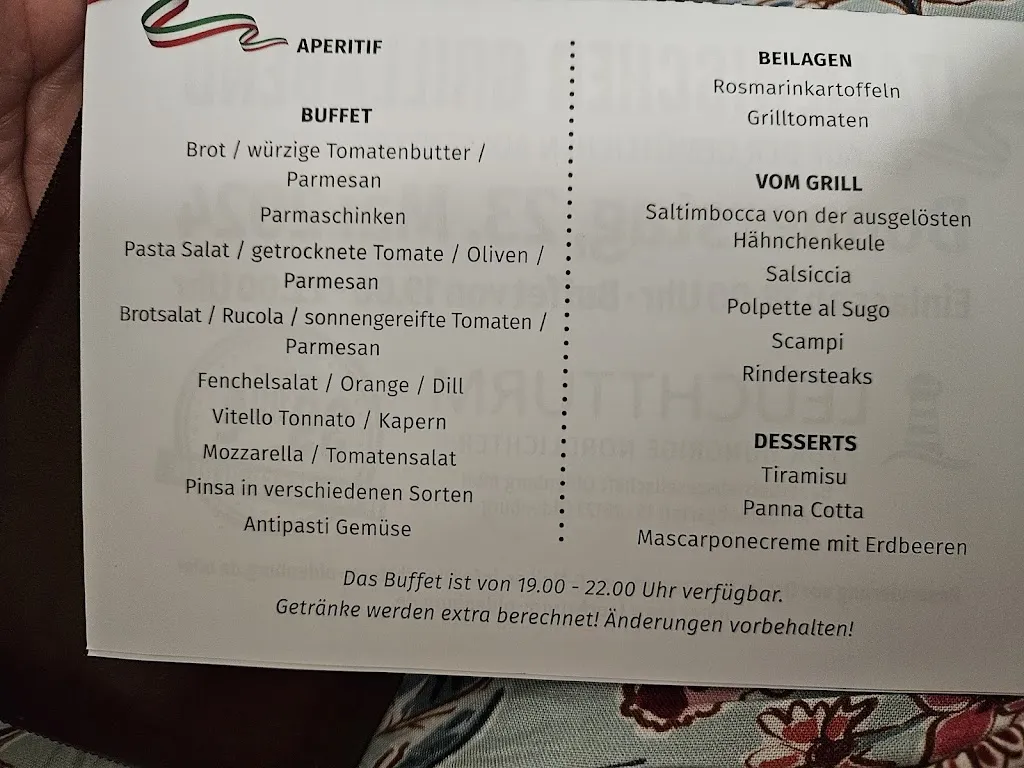 APERITIF
BUFFET
Brot / würzige Tomatenbutter /
Parmesan
Parmaschinken
Pasta Salat / getrocknete Tomate / Oliven /
Parmesan
Brotsalat / Rucola / sonnengereifte Tomaten /
Parmesan
Fenchelsalat / Orange / Dill
Vitello Tonnato / Kapern
Mozzarella / Tomatensalat
Pinsa in verschiedenen Sorten
Antipasti Gemüse
BEILAGEN
Rosmarinkartoffeln
Grilltomaten
VOM GRILL
Saltimbocca von der ausgelösten
Hähnchenkeule
Salsiccia
Polpette al Sugo
Scampi
Rindersteaks
DESSERTS
Tiramisu
Panna Cotta
Mascarponecreme mit Erdbeeren
Das Buffet ist von 19.00 - 22.00 Uhr verfügbar.
Getränke werden extra berechnet! Änderungen vorbehalten!